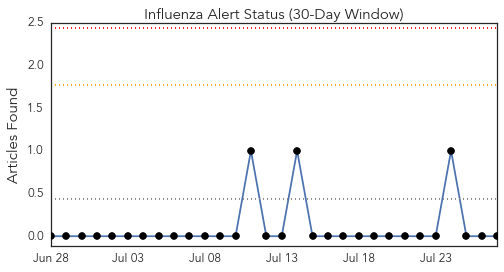 Influenza Alert Status (30-Day Window)
2.5
2.0
1.5
1.0
0.5
0.0
Articles Found
Jun 28 Jul 03 Jul 08 Jul 13 Jul 18 Jul 23